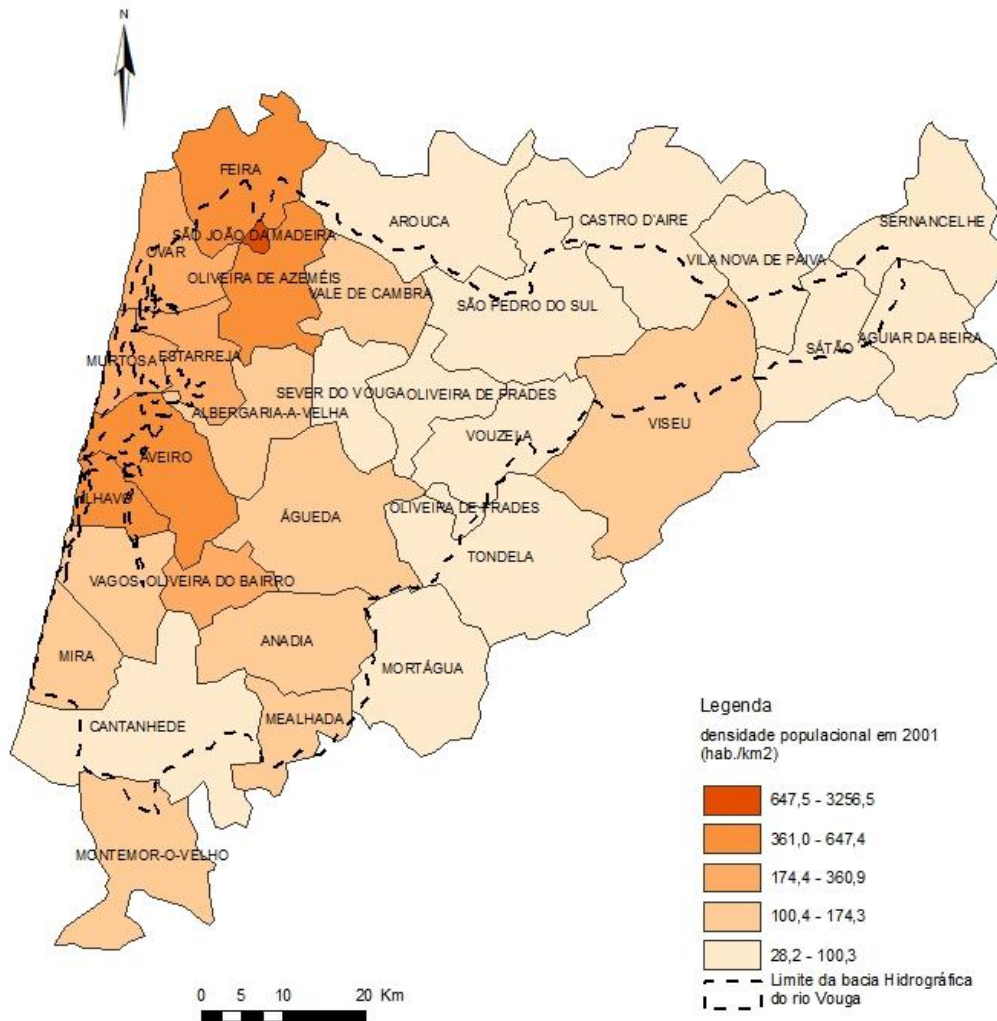 N
FEIRA
AROUCA
CASTRO D'AIRE
SERNANCELHE
SÃO JOÃO DA MADEIRA
OVAR
VILA NOVA DE PAIVA
OLIVEIRA DE AZEMÉIS
VALE DE CAMBRA
SÃO PEDRO DO SUL
AGUIAR DA BEIRA
SÁTÃO
MURTOSA
ESTARREJA
SEVER DO VOUGA
OLIVEIRA DE FRADES
ALBERGARIA-A-VELHA
VISEU
VOUZELA
AVEIRO
ILHAVO
OLIVEIRA DE FRADES
ÁGUEDA
TONDELA
VAGOS
OLIVEIRA DO BAIRRO
ANADIA
MIRA
MORTÁGUA
CANTANHEDE
MEALHADA
MONTEMOR-O-VELHO
Legenda
densidade populacional em 2001
(hab./km2)
647,5 - 3256,5
361,0 - 647,4
174,4 - 360,9
100,4 - 174,3
28,2 - 100,3
Limite da bacia Hidrográfica
do rio Vouga
0 5 10 20 Km